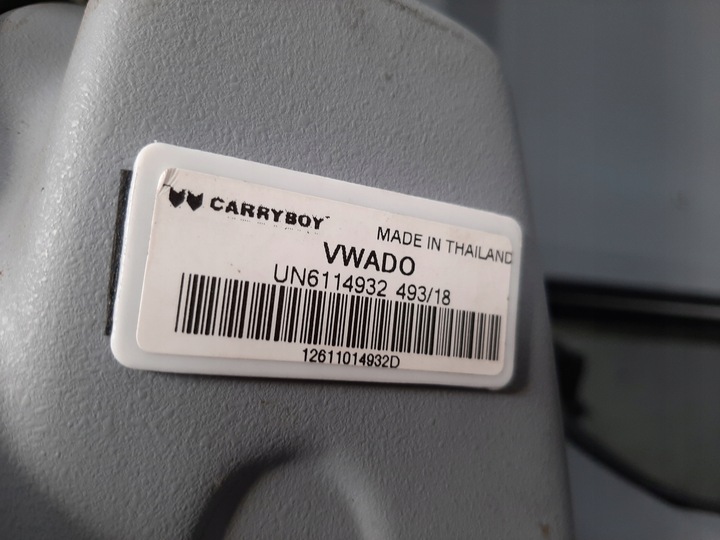 CARRYBOY
MADE IN THAILAND
VWADO
UN6114932 493/18
12611014932D